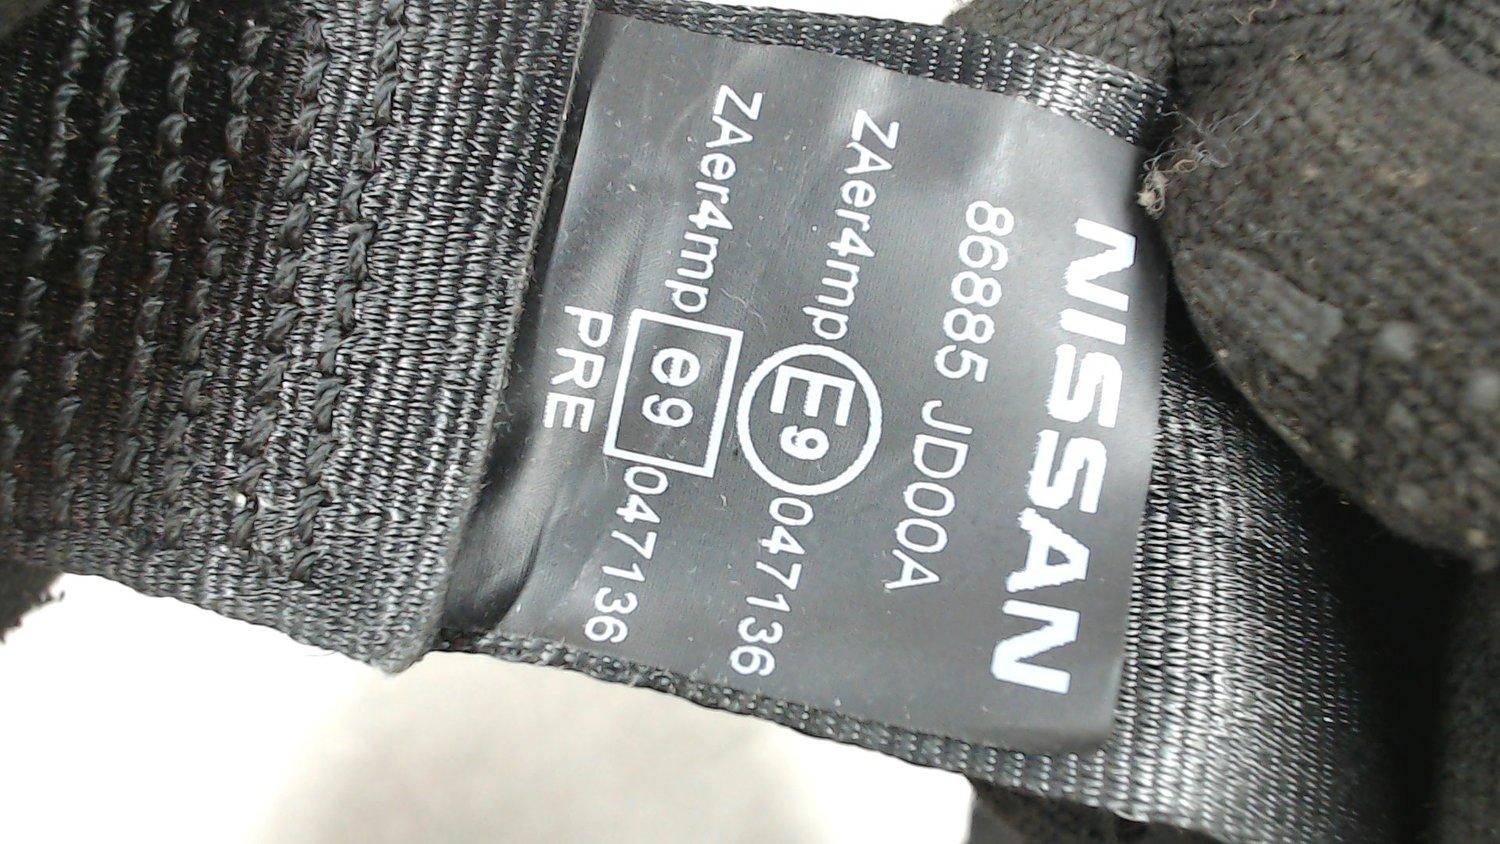 NISSAN
86885 JD00A
ZAer4mp E9 047136
ZAer4mp e9 047136
PRE